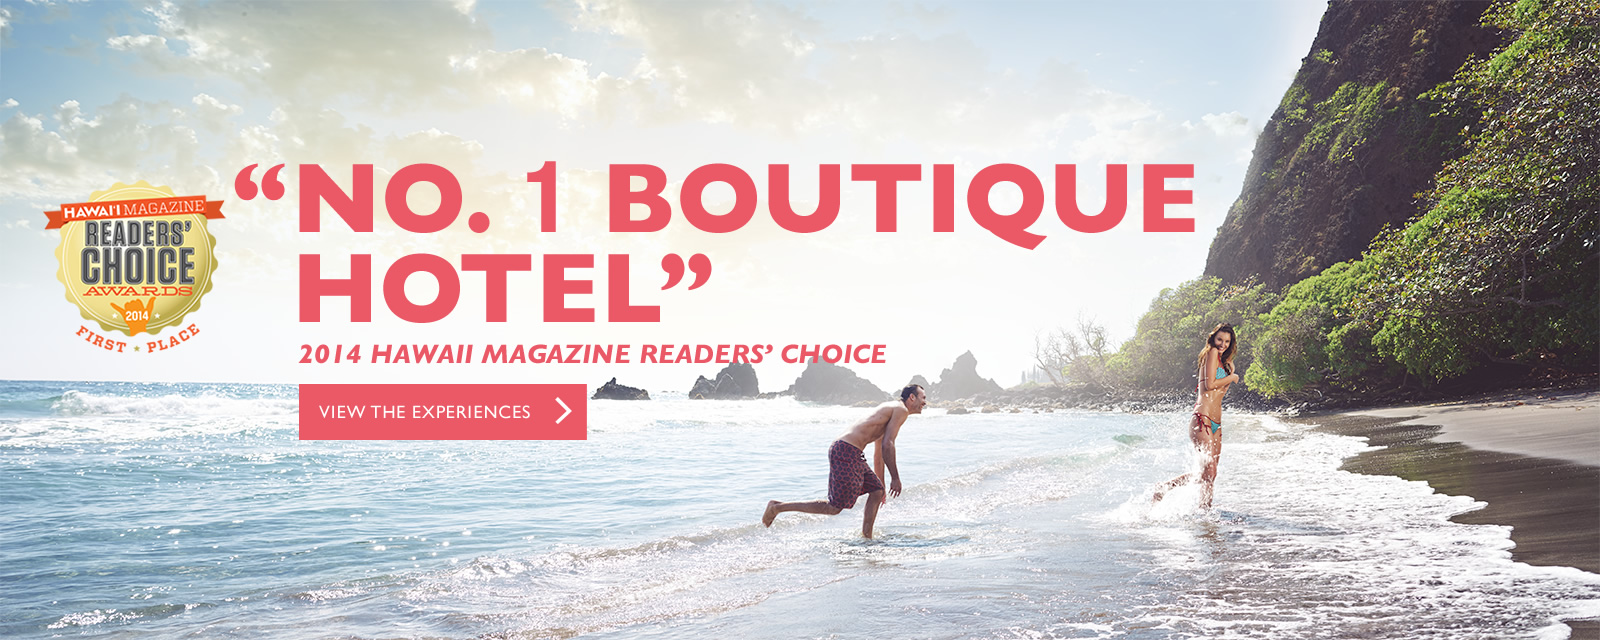 HAWAI'I MAGAZINE
READERS'
CHOICE
AWARDS
2014
FIRST ★ PLACE
“NO. 1 BOUTIQUE
HOTEL”
2014 HAWAII MAGAZINE READERS’ CHOICE
VIEW THE EXPERIENCES